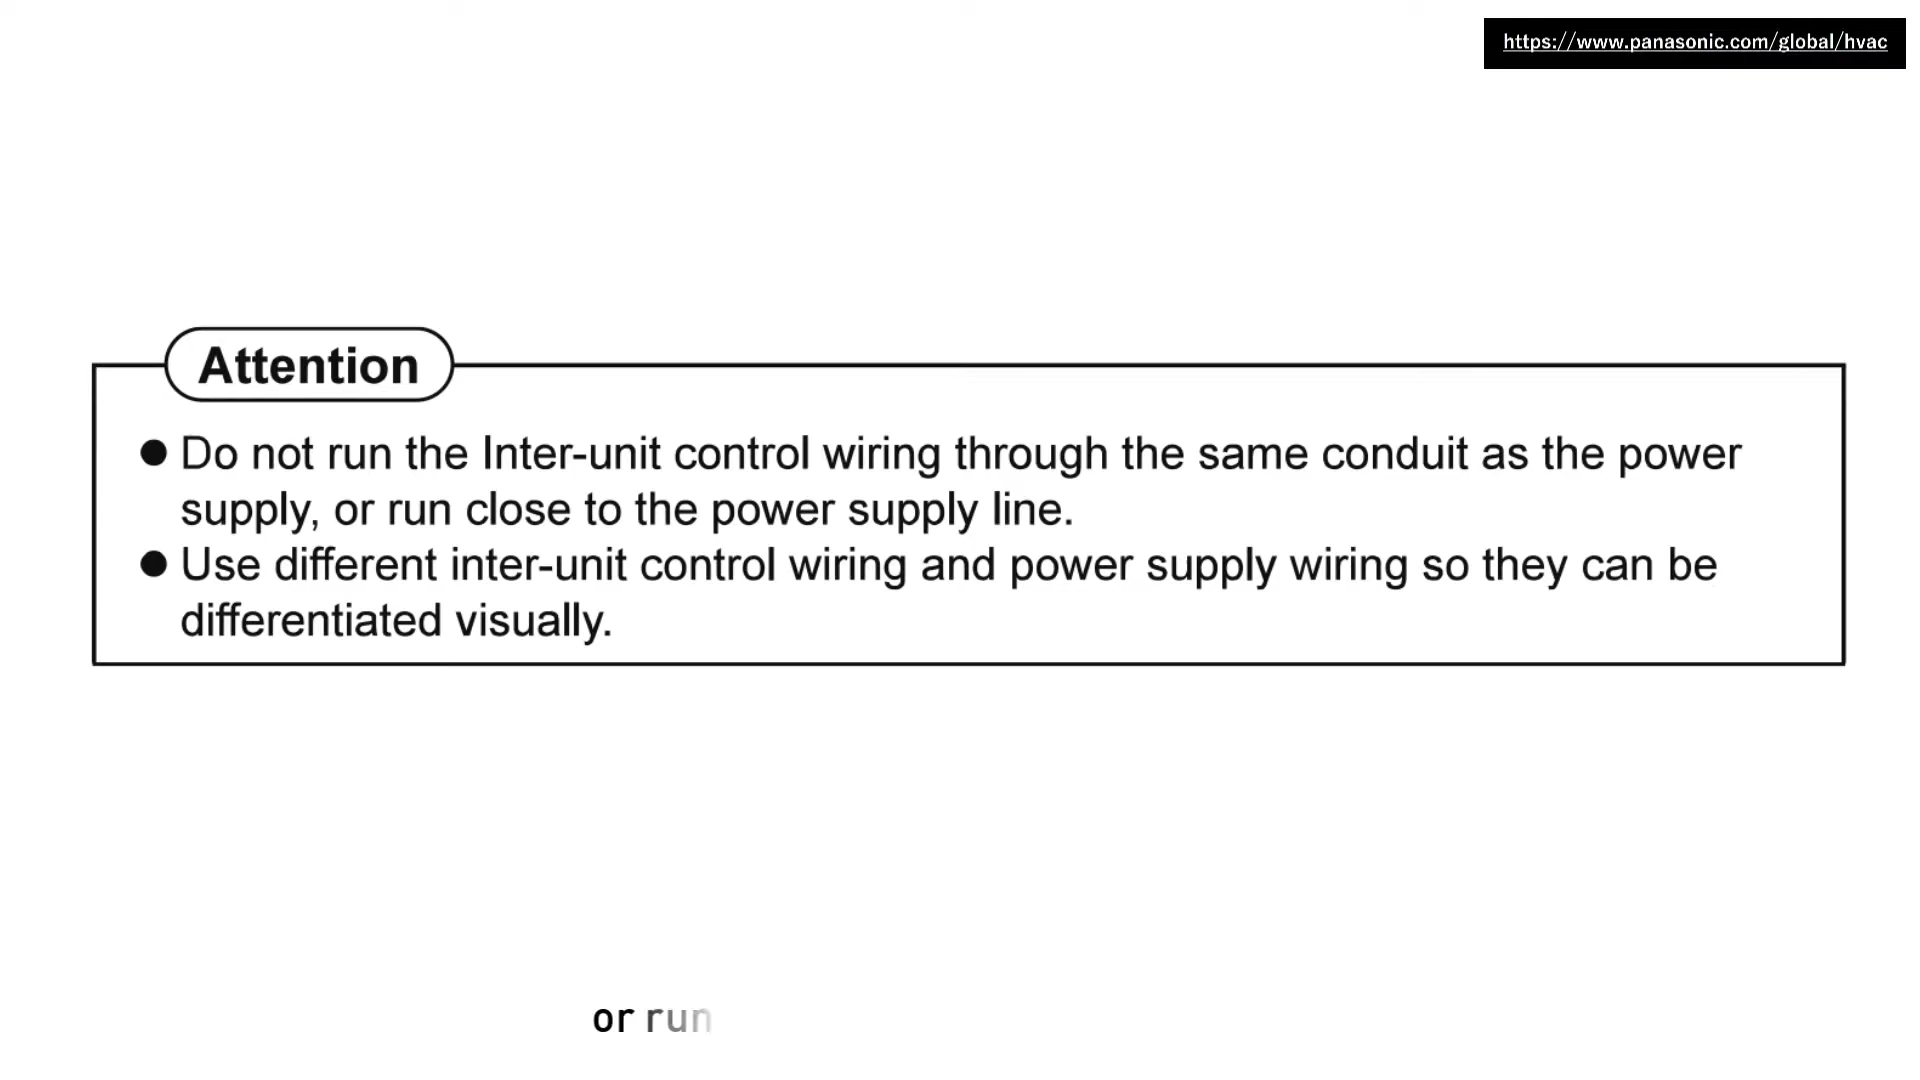 https://www.panasonic.com/global/hvac
Attention
● Do not run the Inter-unit control wiring through the same conduit as the power
supply, or run close to the power supply line.
● Use different inter-unit control wiring and power supply wiring so they can be
differentiated visually.
or run